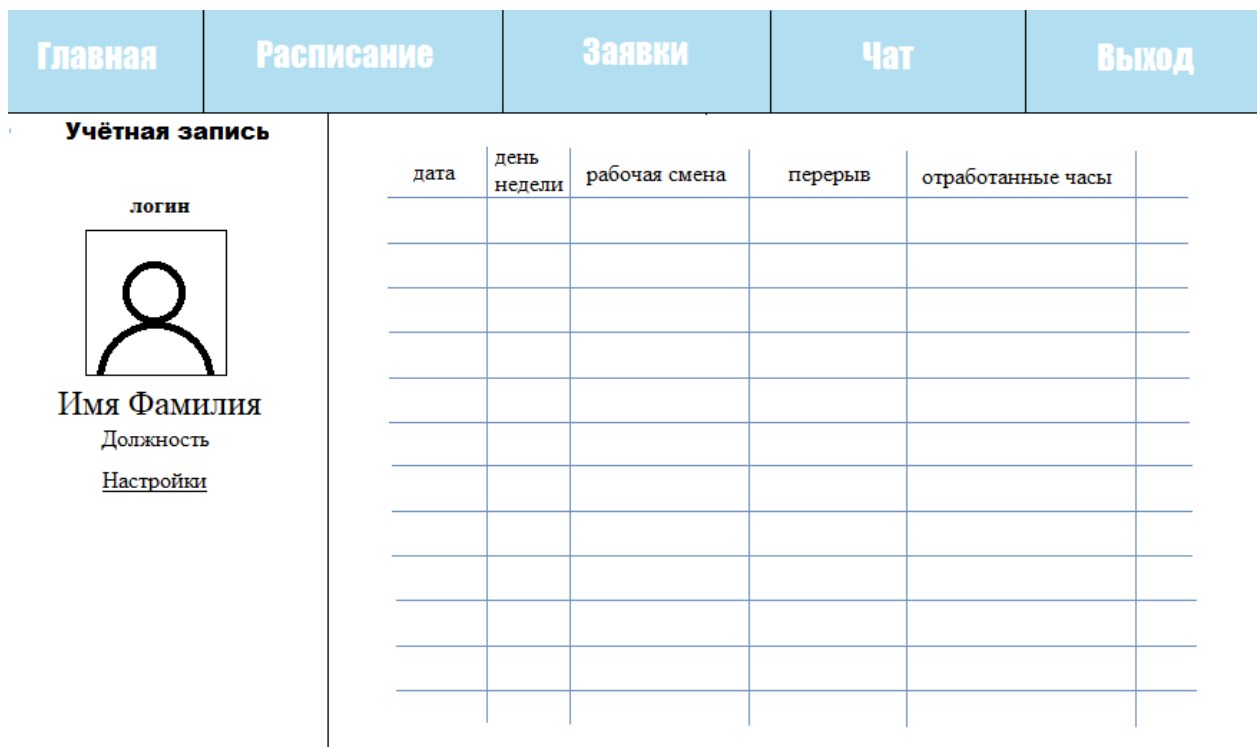 Главная Расписание Заявки Чат Выход
Учётная запись
логин
Имя Фамилия
Должность
Настройки
дата
день
недели
рабочая смена
перерыв
отработанные часы